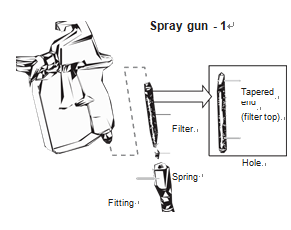 Spray gun - 1
Tapered
end
(filter top).
Filter.
Hole.
Spring.
Fitting.